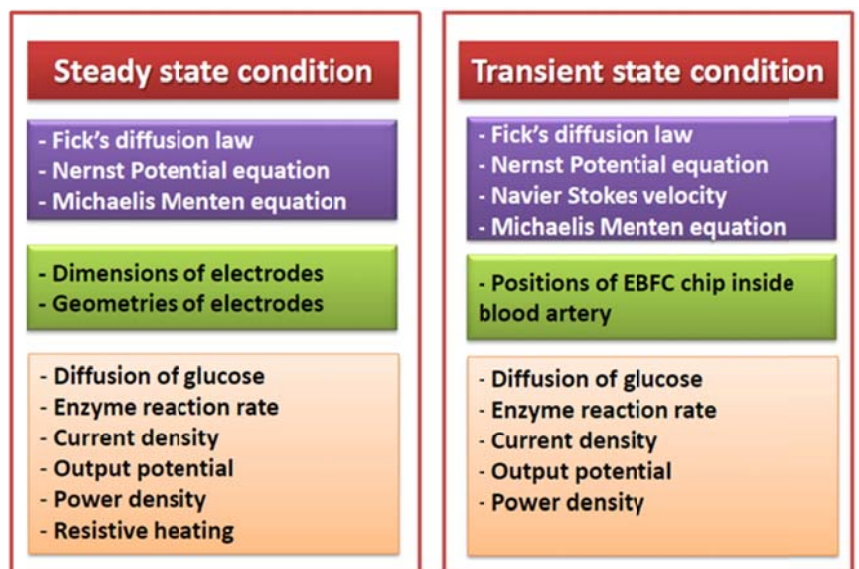 Steady state condition
- Fick's diffusion law
- Nernst Potential equation
- Michaelis Menten equation
- Dimensions of electrodes
- Geometries of electrodes
- Diffusion of glucose
- Enzyme reaction rate
- Current density
- Output potential
- Power density
- Resistive heating
Transient state condition
- Fick's diffusion law
- Nernst Potential equation
- Navier Stokes velocity
- Michaelis Menten equation
- Positions of EBFC chip inside
blood artery
- Diffusion of glucose
- Enzyme reaction rate
- Current density
- Output potential
- Power density